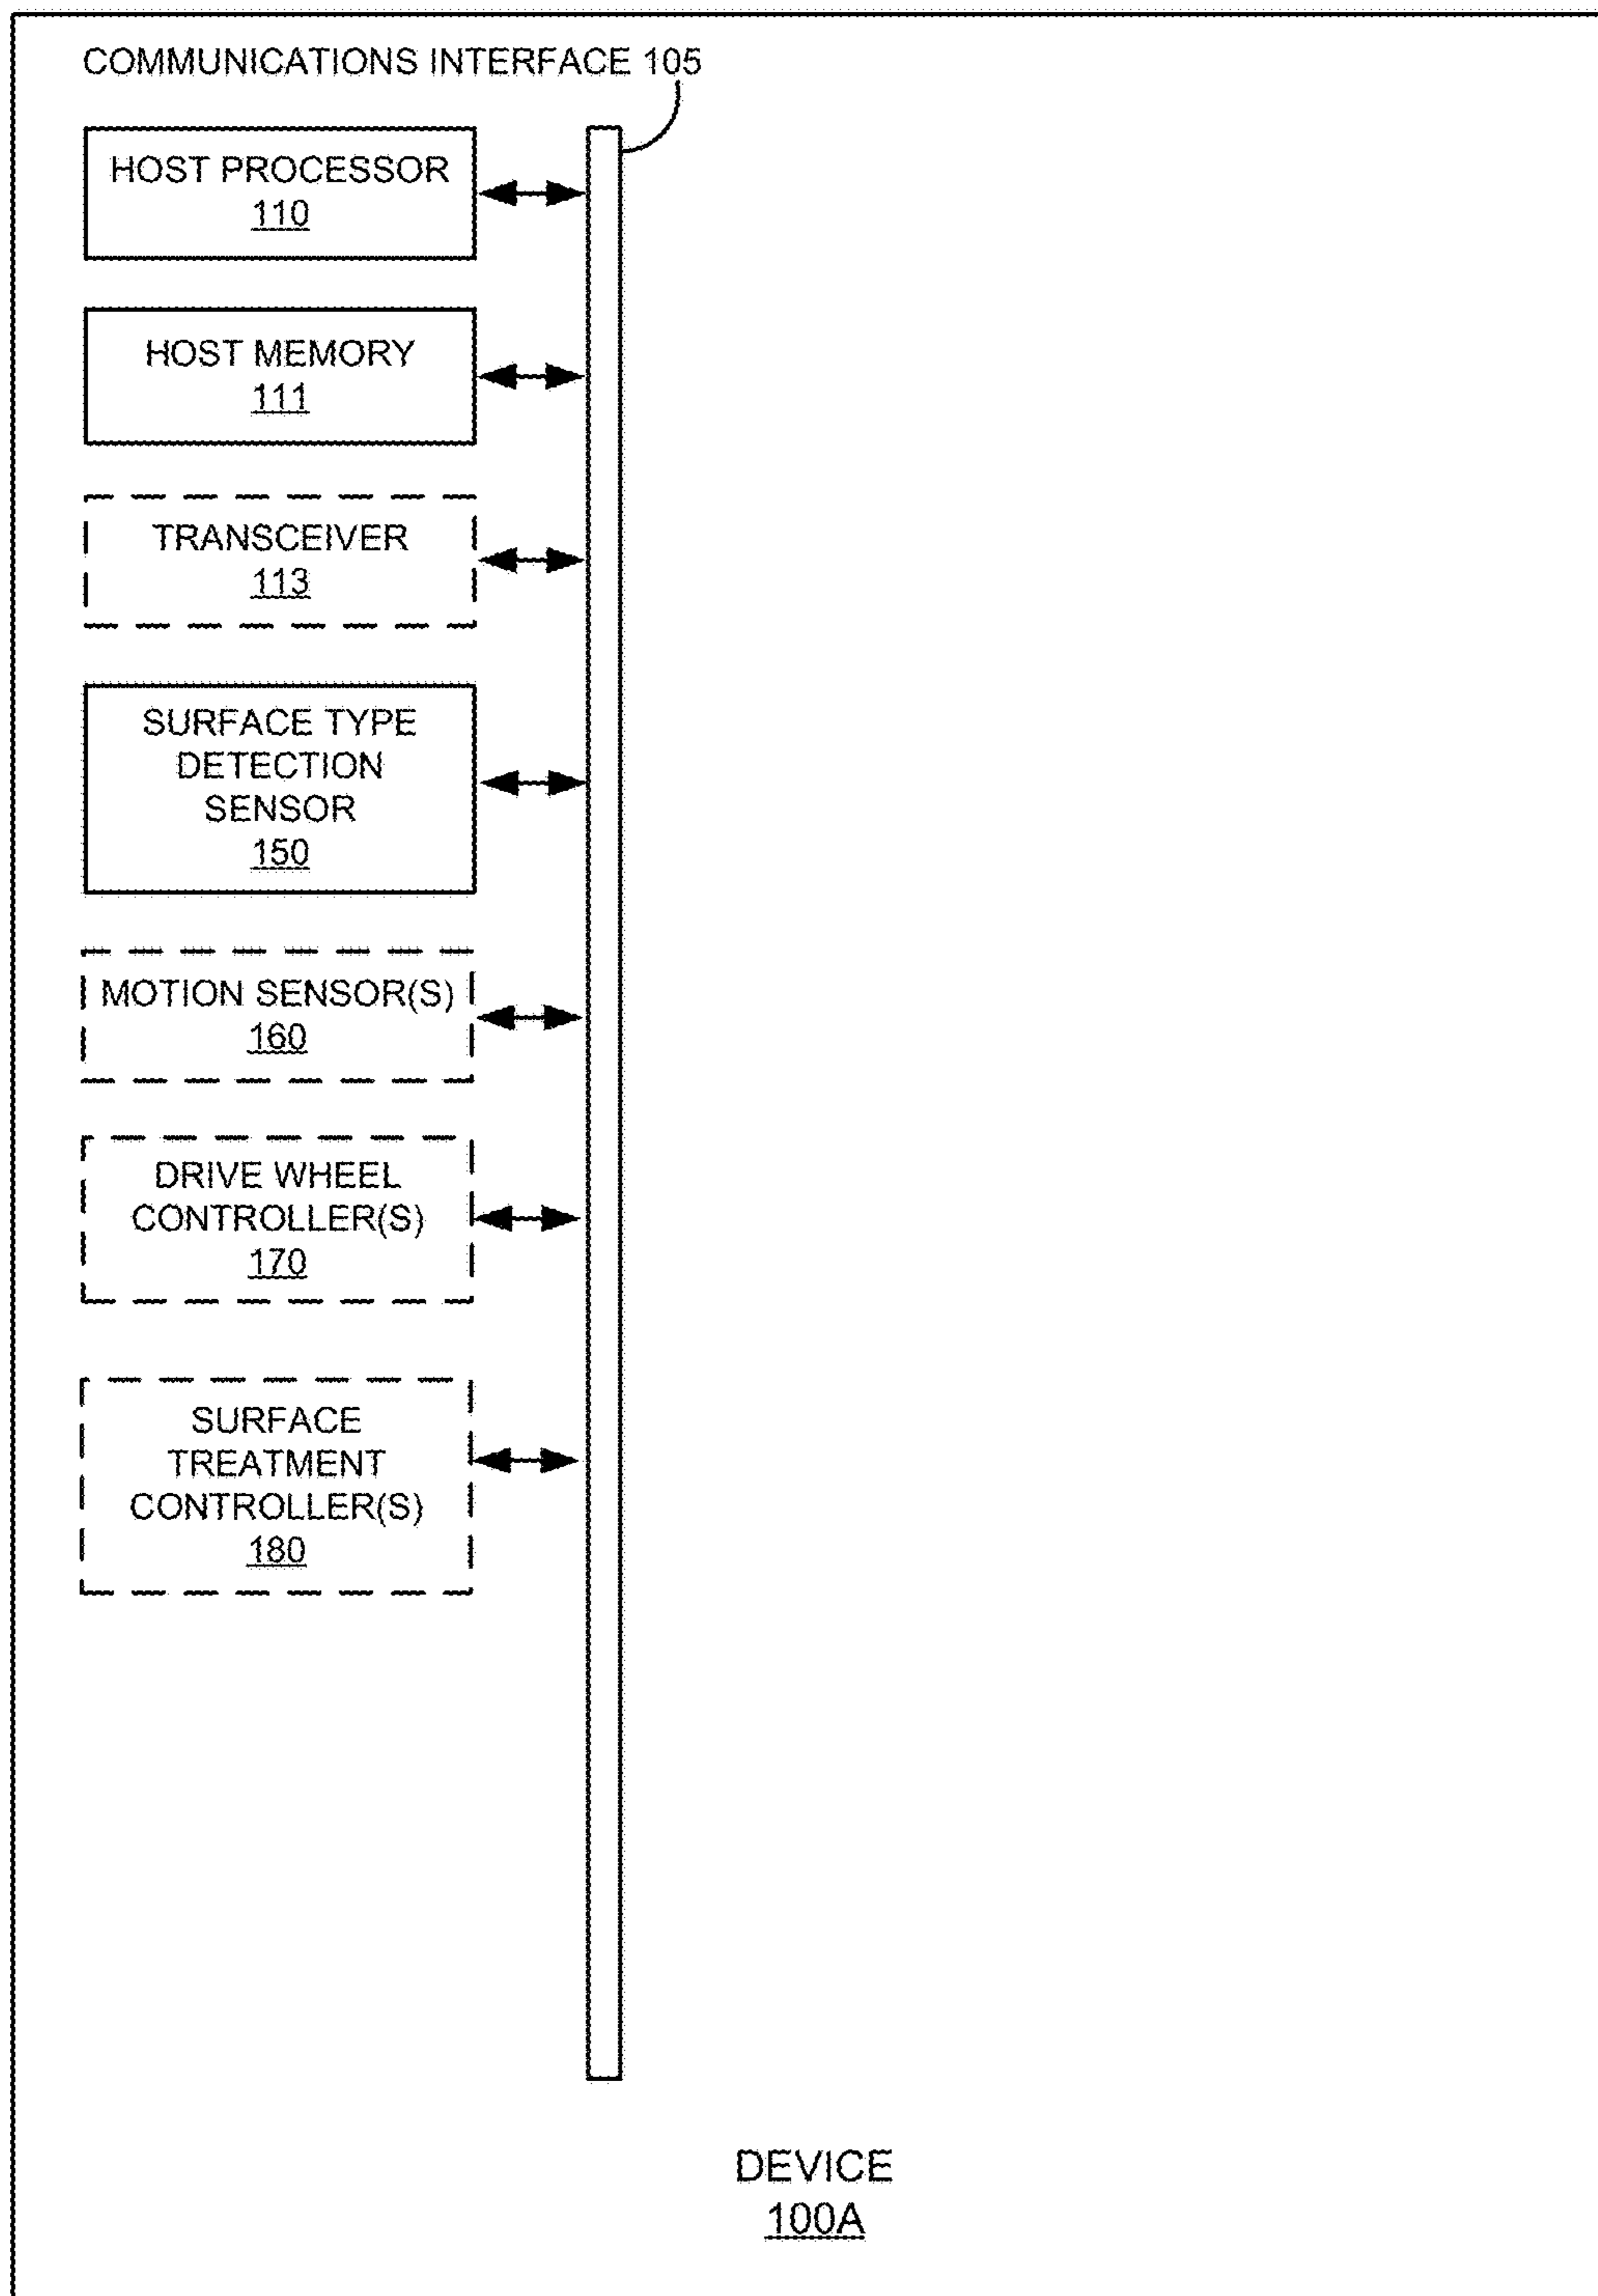 COMMUNICATIONS INTERFACE 105
HOST PROCESSOR
110
HOST MEMORY
111
TRANSCEIVER
113
SURFACE TYPE
DETECTION
SENSOR
150
MOTION SENSOR(S)
160
DRIVE WHEEL
CONTROLLER(S)
170
SURFACE
TREATMENT
CONTROLLER(S)
180
DEVICE
100A